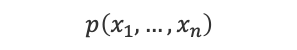 p(x₁, …, xₙ)